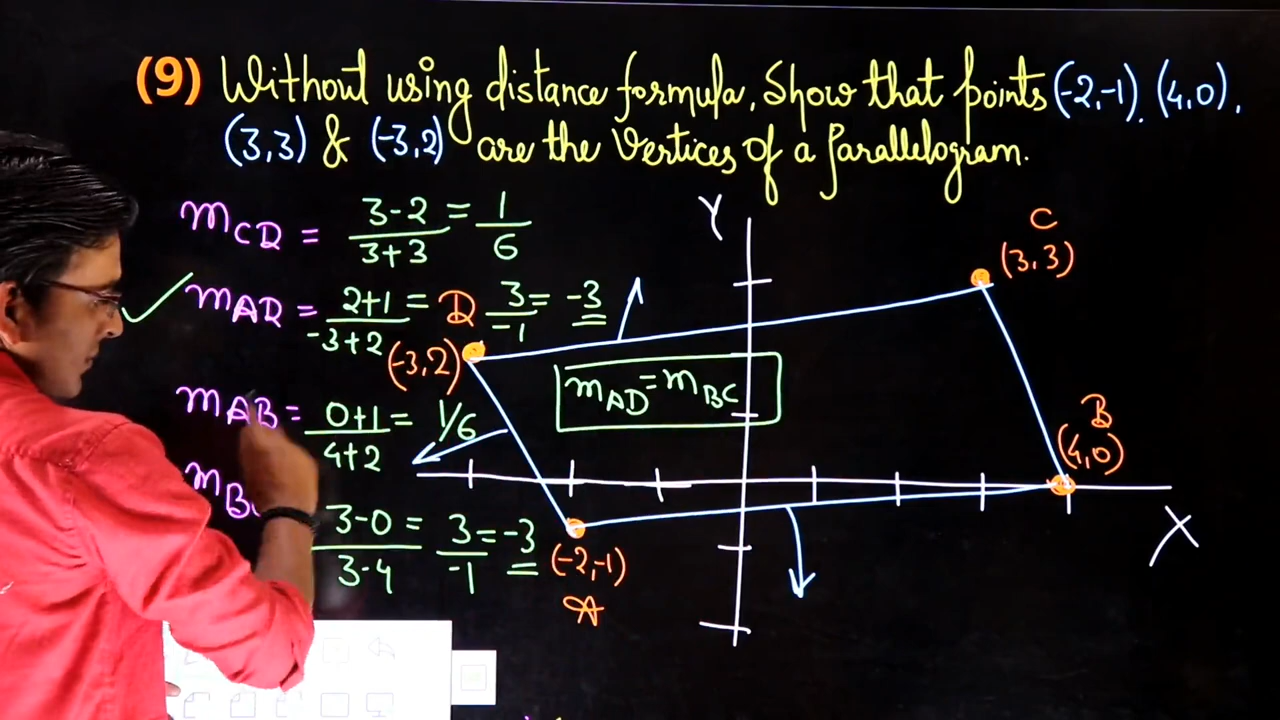 (9) Without using distance formula, Show that points (-2,-1), (4,0),
(3,3) & (-3,2) are the Vertices of a parallelogram.
mCD = 3-2/3+3 = 1/6
mAD = 2+1/-3+2 = 3/-1 = -3
mAB = 0+1/4+2 = 1/6
3-0/3-4 = 3/-1 = -3
Y
C
(3,3)
D
(-3,2)
mAD = mBC
B
(4,0)
X
(-2,-1)
A